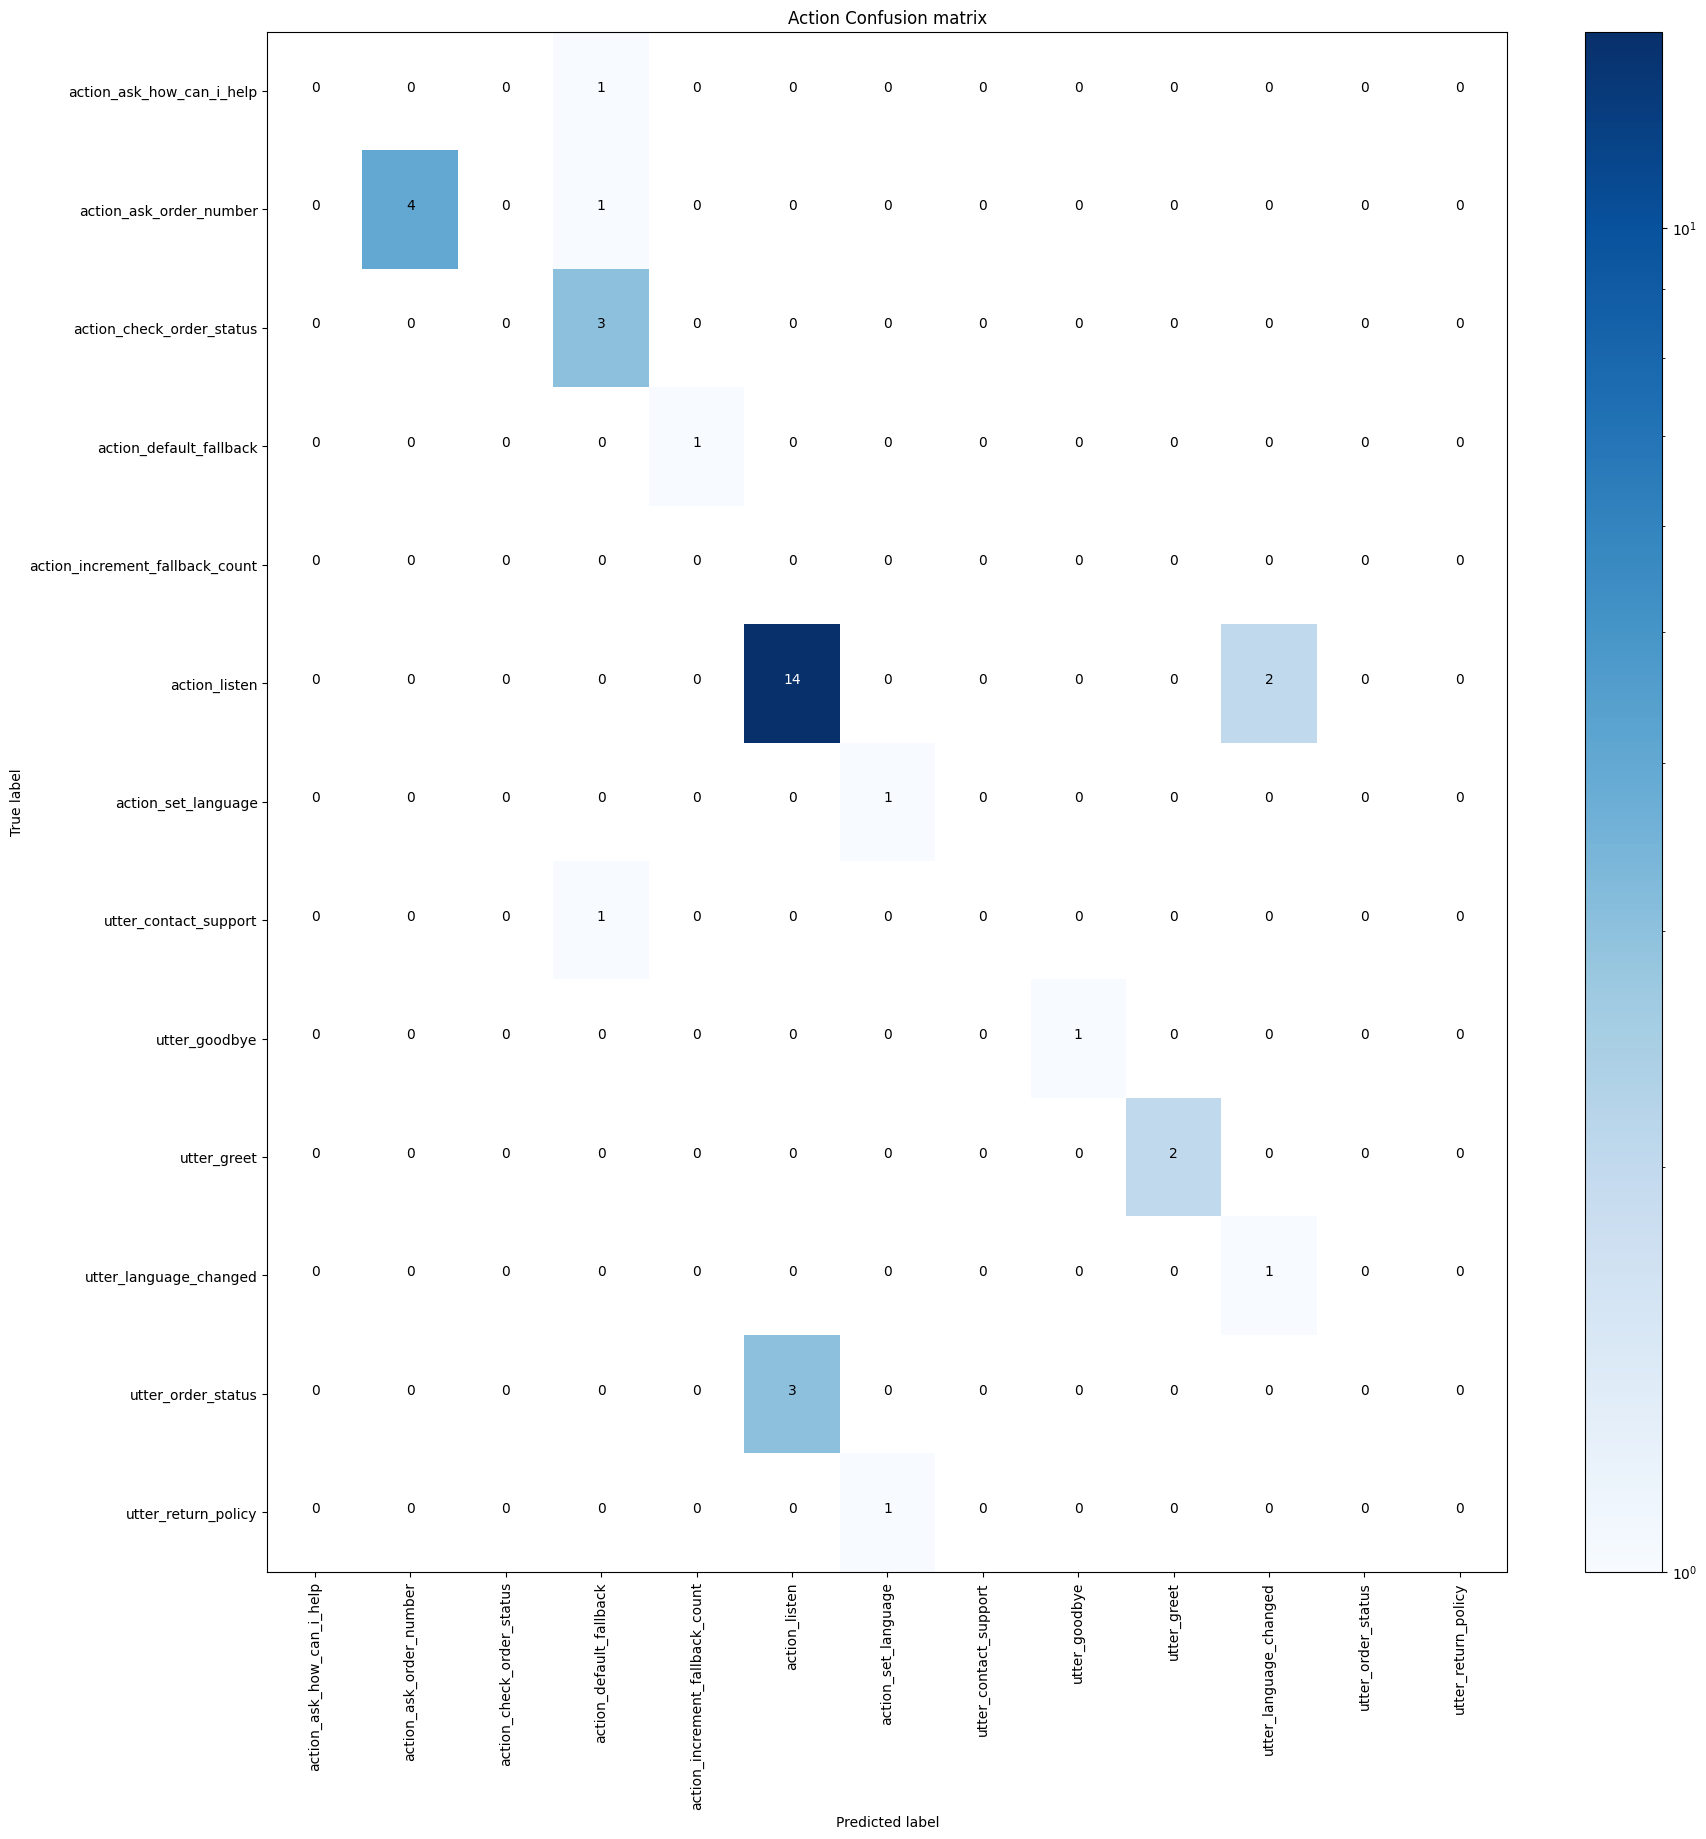 Action Confusion matrix
action_ask_how_can_i_help 0 0 0 1 0 0 0 0 0 0 0 0 0
action_ask_order_number 0 4 0 1 0 0 0 0 0 0 0 0 0
action_check_order_status 0 0 0 3 0 0 0 0 0 0 0 0 0
action_default_fallback 0 0 0 0 1 0 0 0 0 0 0 0 0
action_increment_fallback_count 0 0 0 0 0 0 0 0 0 0 0 0 0
action_listen 0 0 0 0 0 14 0 0 0 0 2 0 0
action_set_language 0 0 0 0 0 0 1 0 0 0 0 0 0
utter_contact_support 0 0 0 1 0 0 0 0 0 0 0 0 0
utter_goodbye 0 0 0 0 0 0 0 0 1 0 0 0 0
utter_greet 0 0 0 0 0 0 0 0 0 2 0 0 0
utter_language_changed 0 0 0 0 0 0 0 0 0 0 1 0 0
utter_order_status 0 0 0 0 0 3 0 0 0 0 0 0 0
utter_return_policy 0 0 0 0 0 0 1 0 0 0 0 0 0
True label
action_ask_how_can_i_help
action_ask_order_number
action_check_order_status
action_default_fallback
action_increment_fallback_count
action_listen
action_set_language
utter_contact_support
utter_goodbye
utter_greet
utter_language_changed
utter_order_status
utter_return_policy
Predicted label
10¹
10⁰